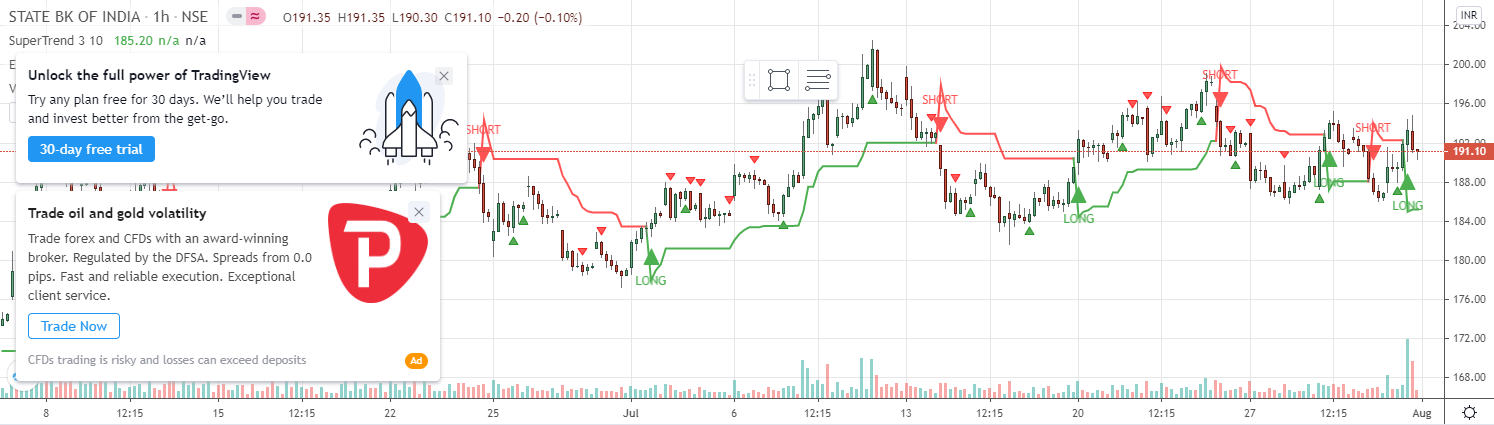 STATE BK OF INDIA · 1h · NSE
O191.35 H191.35 L190.30 C191.10 −0.20 (−0.10%)
INR
204.00
SuperTrend 3 10 185.20 n/a n/a
Unlock the full power of TradingView
Try any plan free for 30 days. We'll help you trade
and invest better from the get-go.
30-day free trial
Trade oil and gold volatility
Trade forex and CFDs with an award-winning
broker. Regulated by the DFSA. Spreads from 0.0
pips. Fast and reliable execution. Exceptional
client service.
Trade Now
CFDs trading is risky and losses can exceed deposits
Ad
P
SHORT
LONG
SHORT
LONG
SHORT
LONG
SHORT
LONG
200.00
196.00
192.00
191.10
188.00
184.00
180.00
176.00
172.00
168.00
8
12:15
15
12:15
22
25
Jul
6
12:15
13
12:15
20
12:15
27
12:15
Aug